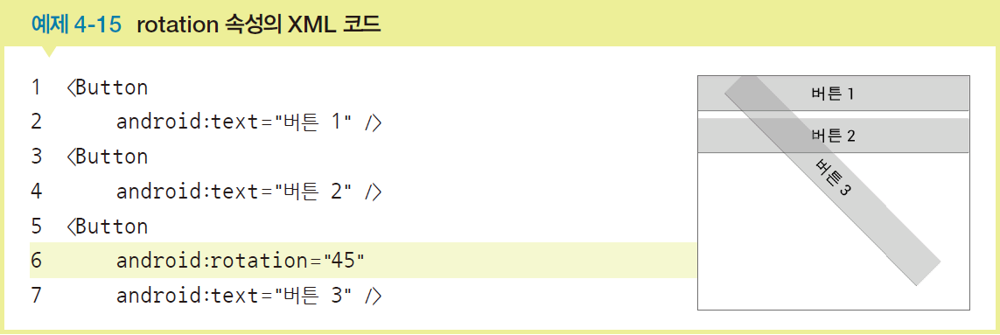 예제 4-15 rotation 속성의 XML 코드
1 <Button
2 android:text="버튼 1" />
3 <Button
4 android:text="버튼 2" />
5 <Button
6 android:rotation="45"
7 android:text="버튼 3" />
버튼 1
버튼 2
버튼 3